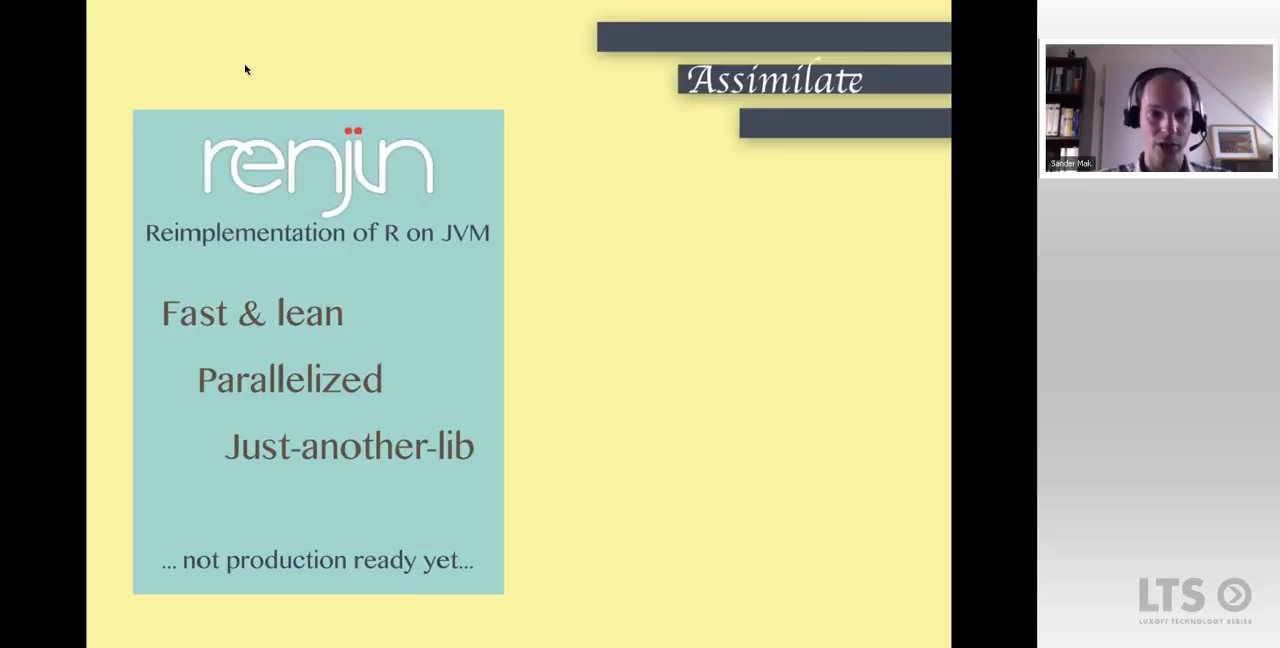 Assimilate
renjin
Reimplementation of R on JVM
Fast & lean
Parallelized
Just-another-lib
... not production ready yet...
Sander Mak
LTS
LUXOFT TECHNOLOGY SERIES